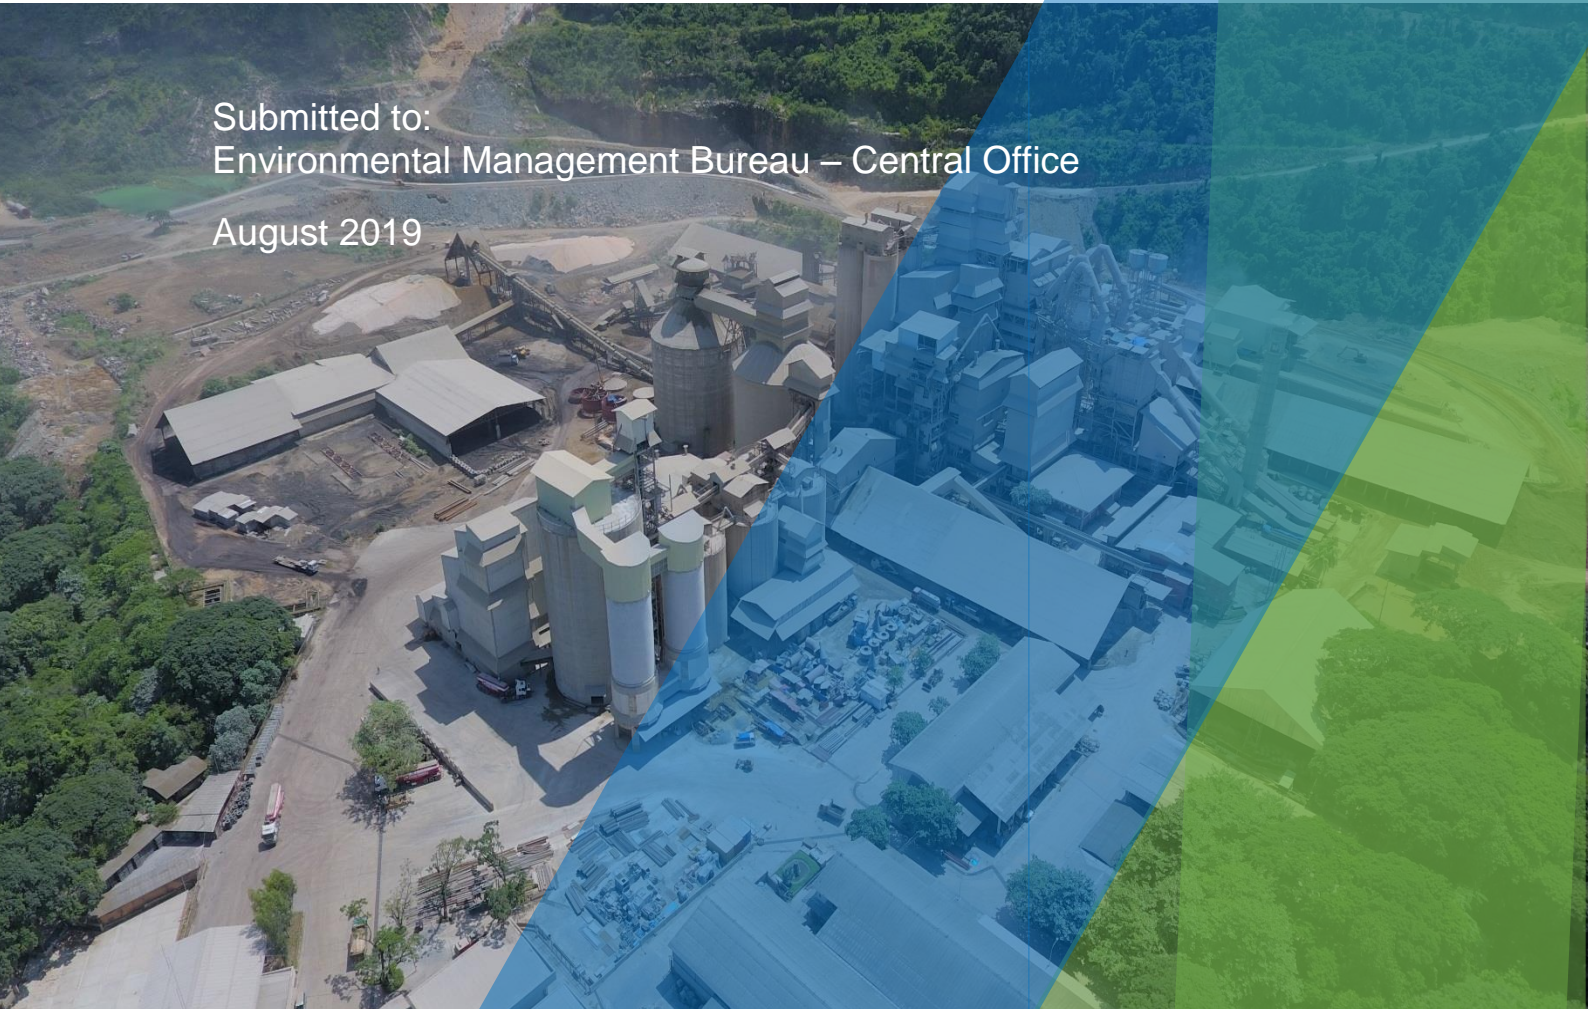 Submitted to:
Environmental Management Bureau – Central Office
August 2019